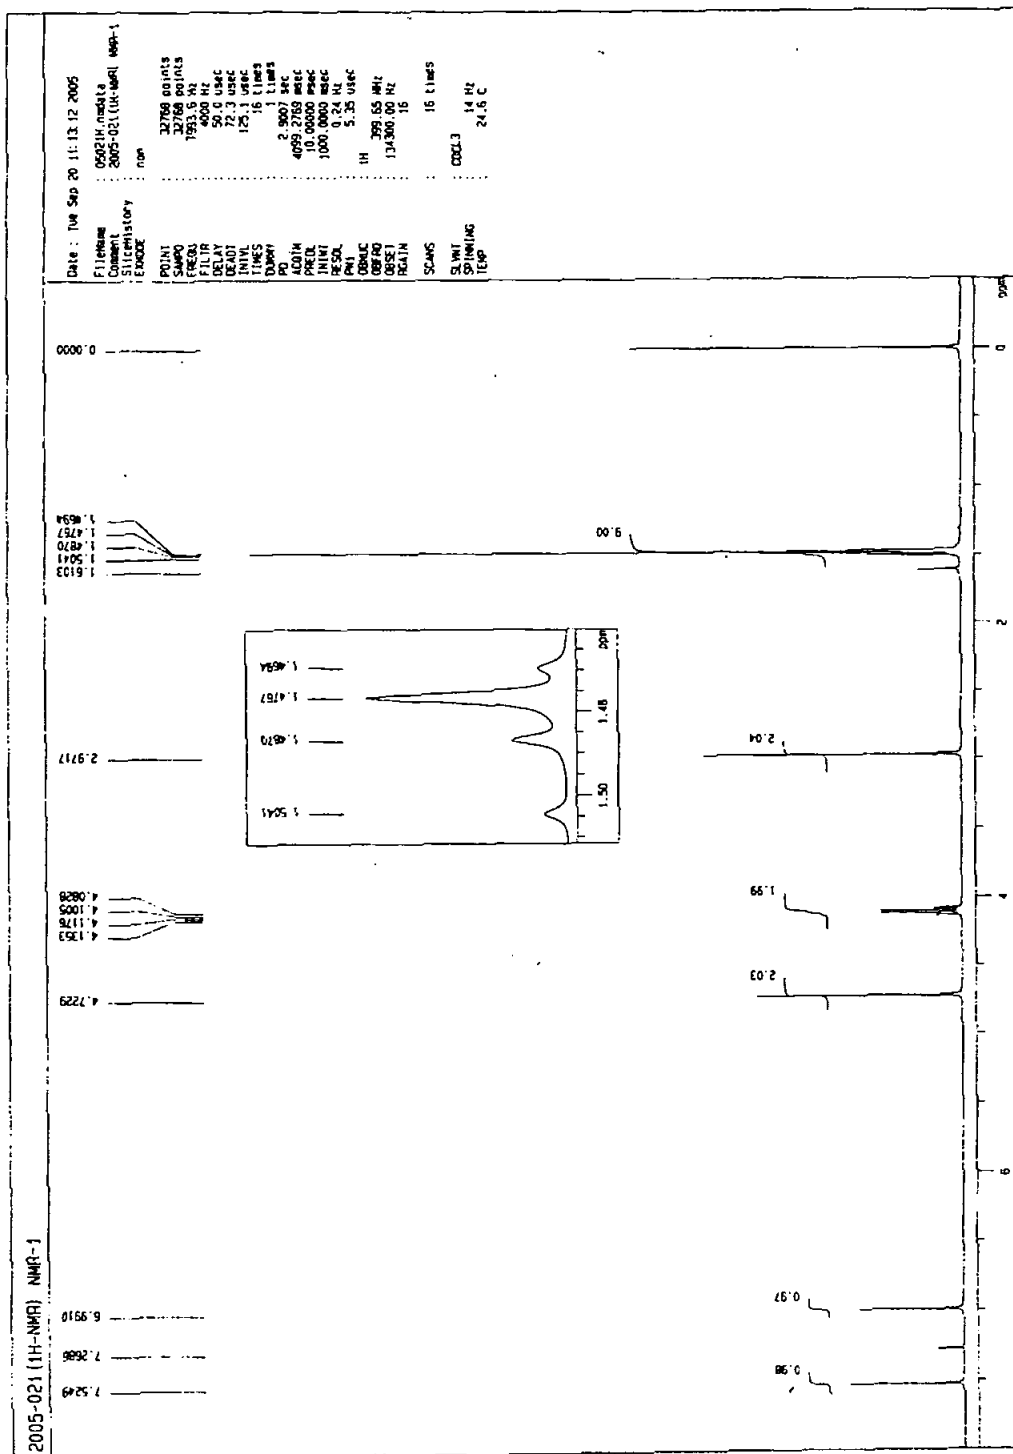 2005-021 (1H-NMR) NMR-1
Date : Tue Sep 20 11:13:12 2005
FileName : 05021H.nmdata
Comment : 2005-021 (1H-NMR) NMR-1
SliceHistory :
EXMODE : non
POINT : 32768 points
SAMPO : 32768 points
FREQU : 7993.6 Hz
FILTR : 4000 Hz
DELAY : 50.0 usec
DEADT : 72.3 usec
INTVL : 125.1 usec
TIMES : 16 times
DUMMY : 1 times
PD : 2.9007 sec
ACQTM : 4099.2769 msec
PREDL : 10.00000 msec
INIWT : 1000.0000 msec
RESOL : 0.24 Hz
PW1 : 5.35 usec
OBNUC : 1H
OBFRQ : 399.65 MHz
OBSET : 134300.00 Hz
RGAIN : 16
SCANS : 16 times
SLVNT : CDCL3
SPINNING : 14 Hz
TEMP : 24.6 C
7.5249
7.2686
6.9910
4.7229
4.1353
4.1176
4.1005
4.0828
2.9717
1.6103
1.5041
1.4870
1.4767
1.4694
0.0000
1.5041
1.4870
1.4767
1.4694
1.50
1.48
ppm
0.98
0.97
2.03
1.99
2.04
9.00
6
4
2
0
ppm